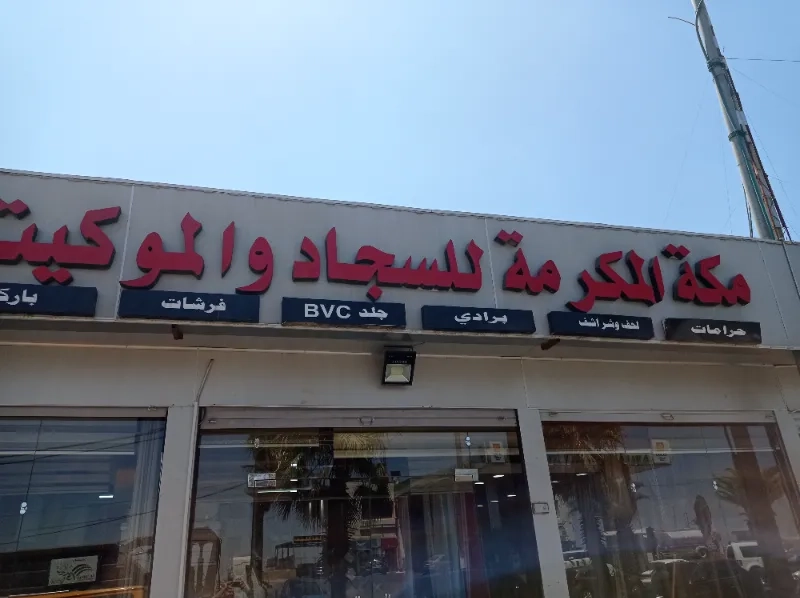 مكة المكرمة للسجاد والموكيت
حرامات
لحف وشراشف
برادي
جلد BVC
فرشات